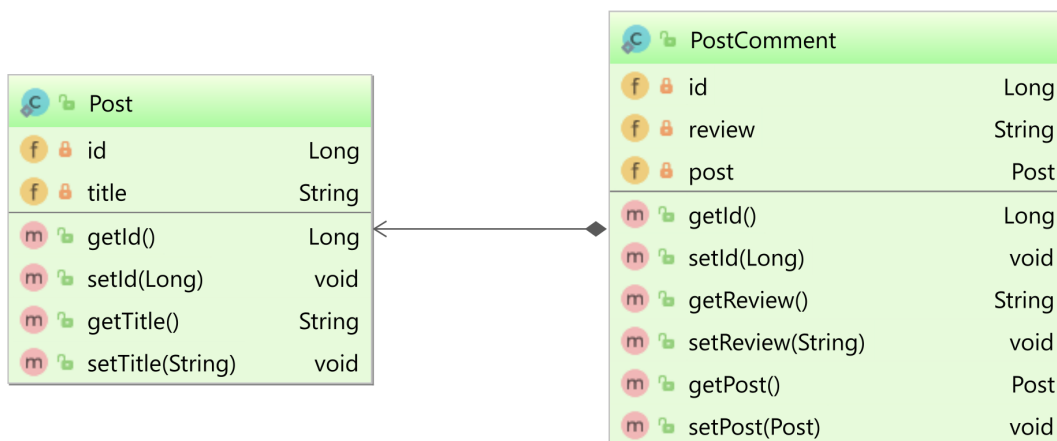 Post
id Long
title String
getId() Long
setId(Long) void
getTitle() String
setTitle(String) void
PostComment
id Long
review String
post Post
getId() Long
setId(Long) void
getReview() String
setReview(String) void
getPost() Post
setPost(Post) void